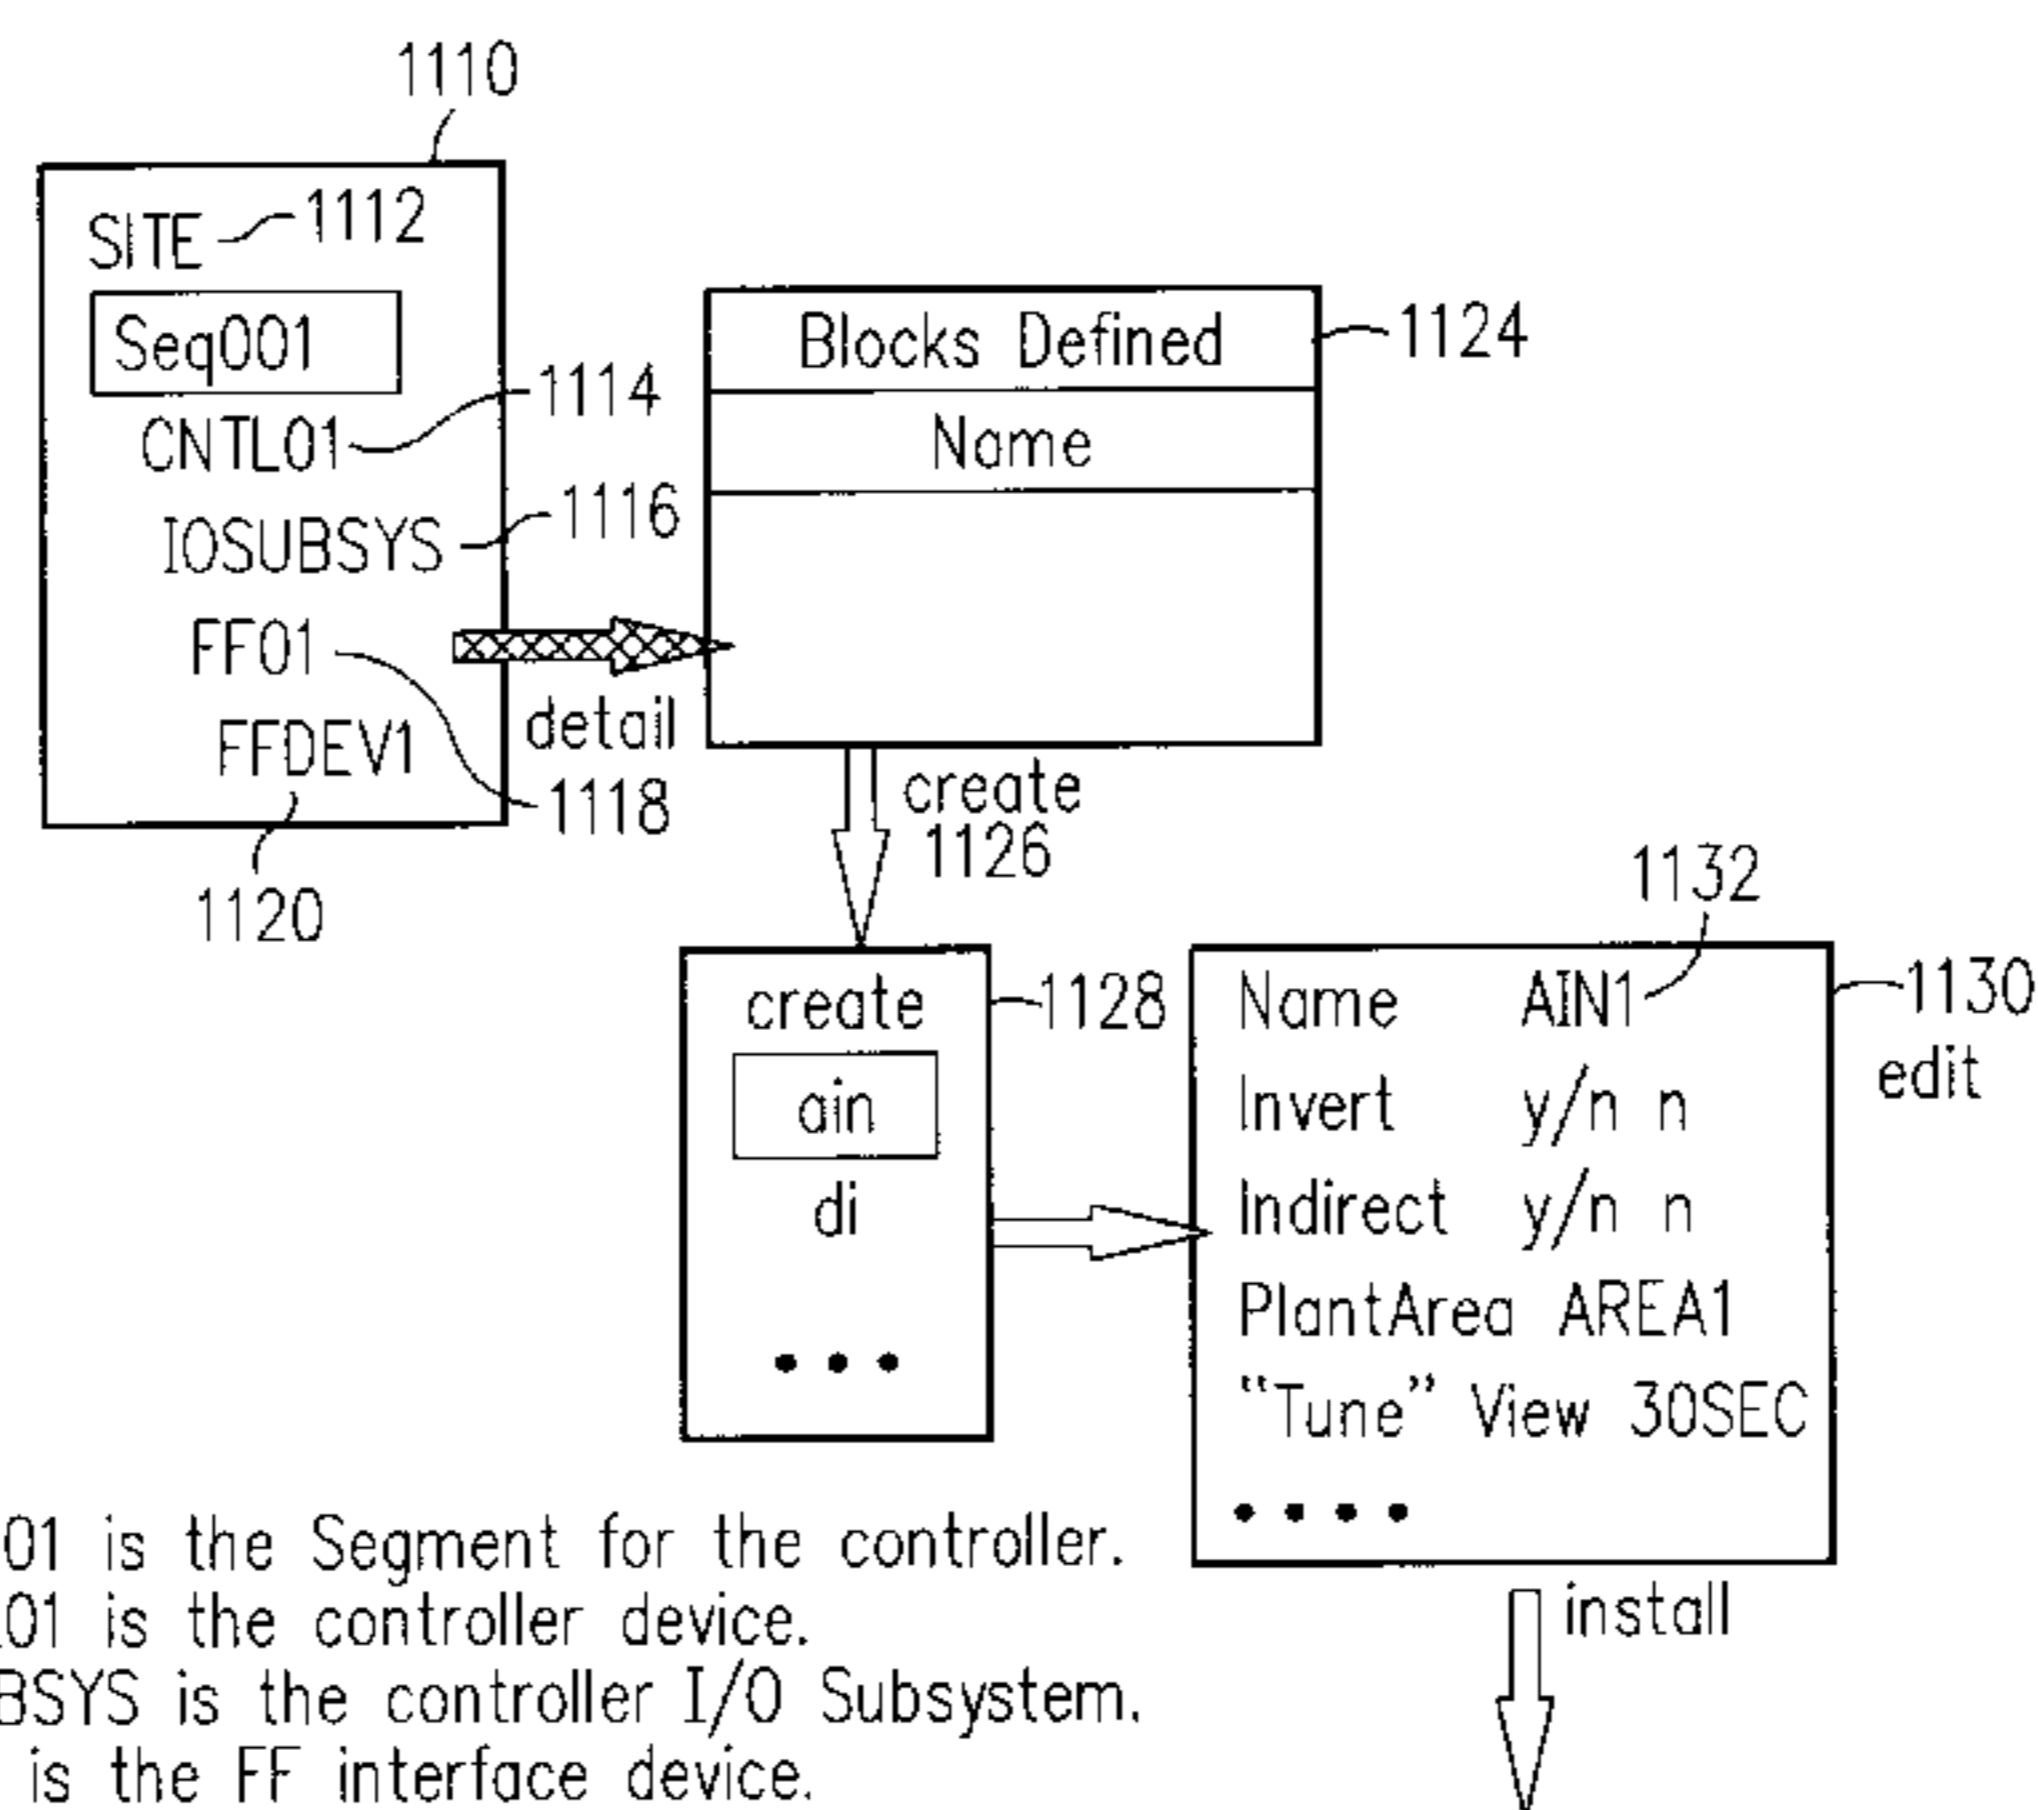 1110
SITE 1112
Seq001
CNTL01 1114
IOSUBSYS 1116
FF01
FFDEV1
detail
1118
1120
Blocks Defined 1124
Name
create
1126
create 1128
ain
di
• • •
1132
Name AIN1 1130
Invert y/n n edit
Indirect y/n n
PlantArea AREA1
“Tune” View 30SEC
• • • •
install
01 is the Segment for the controller.
L01 is the controller device.
BSYS is the controller I/O Subsystem.
is the FF interface device.